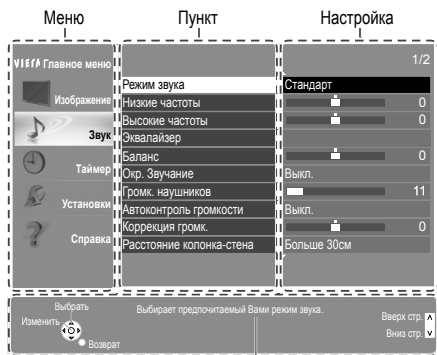 Меню Пункт Настройка
VIErA Главное меню 1/2
Режим звука Стандарт
Изображение
Низкие частоты 0
Высокие частоты 0
Звук
Эквалайзер
Баланс 0
Таймер
Окр. Звучание Выкл.
Громк. наушников 11
Установки
Автоконтроль громкости Выкл.
Коррекция громк. 0
Справка
Расстояние колонка-стена Больше 30см
Выбрать
Выбирает предпочитаемый Вами режим звука.
Изменить
Вверх стр.
Возврат
Вниз стр.